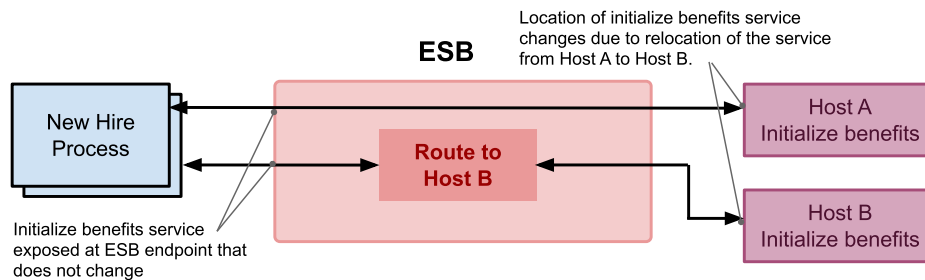 Location of initialize benefits service
changes due to relocation of the service
from Host A to Host B.
ESB
New Hire
Process
Host A
Initialize benefits
Route to
Host B
Host B
Initialize benefits
Initialize benefits service
exposed at ESB endpoint that
does not change